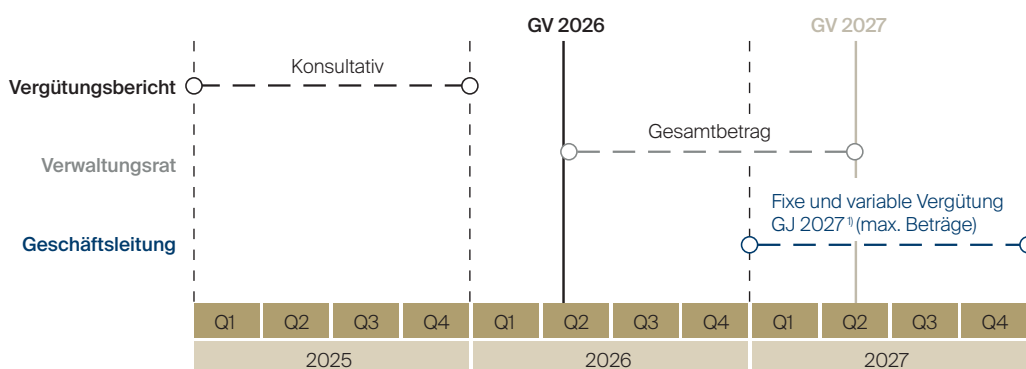 GV 2026
GV 2027
Vergütungsbericht
Konsultativ
Verwaltungsrat
Gesamtbetrag
Geschäftsleitung
Fixe und variable Vergütung
GJ 2027 1) (max. Beträge)
Q1 Q2 Q3 Q4 Q1 Q2 Q3 Q4 Q1 Q2 Q3 Q4
2025 2026 2027